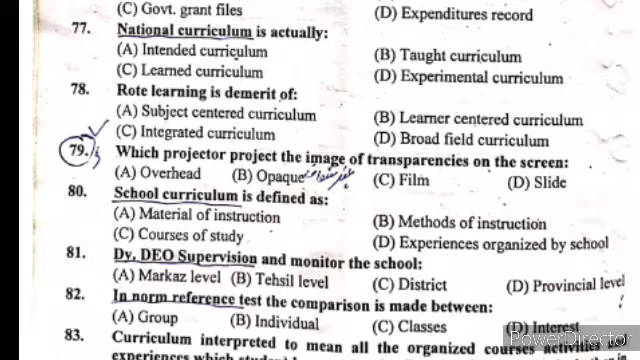 (C) Govt. grant files (D) Expenditures record
77. National curriculum is actually:
(A) Intended curriculum (B) Taught curriculum
(C) Learned curriculum (D) Experimental curriculum
78. Rote learning is demerit of:
(A) Subject centered curriculum (B) Learner centered curriculum
(C) Integrated curriculum (D) Broad field curriculum
79. Which projector project the image of transparencies on the screen:
(A) Overhead (B) Opaque (C) Film (D) Slide
80. School curriculum is defined as:
(A) Material of instruction (B) Methods of instruction
(C) Courses of study (D) Experiences organized by school
81. Dy. DEO Supervision and monitor the school:
(A) Markaz level (B) Tehsil level (C) District (D) Provincial level
82. In norm reference test the comparison is made between:
(A) Group (B) Individual (C) Classes (D) Interest
83. Curriculum interpreted to mean all the organized courses activities
experiences which
PowerDirector